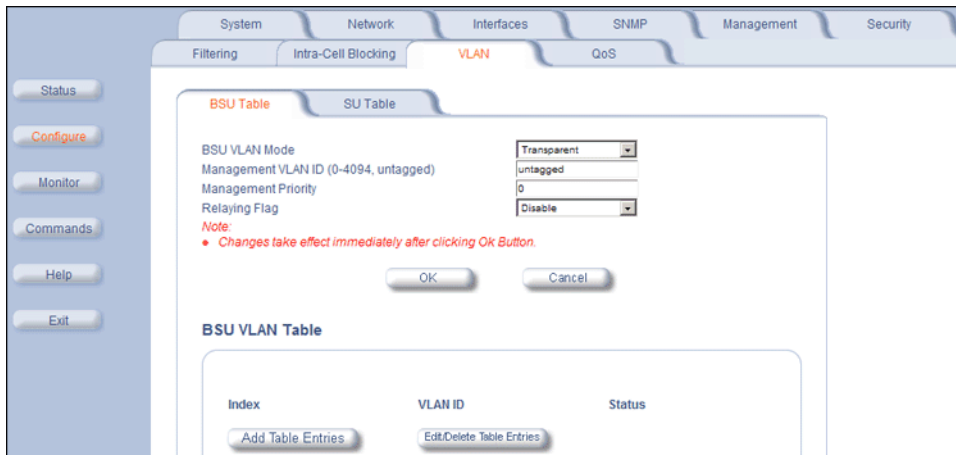 System Network Interfaces SNMP Management Security
Filtering Intra-Cell Blocking VLAN QoS
Status
Configure
Monitor
Commands
Help
Exit
BSU Table SU Table
BSU VLAN Mode Transparent
Management VLAN ID (0-4094, untagged) untagged
Management Priority 0
Relaying Flag Disable
Note:
• Changes take effect immediately after clicking Ok Button.
OK Cancel
BSU VLAN Table
Index VLAN ID Status
Add Table Entries Edit/Delete Table Entries